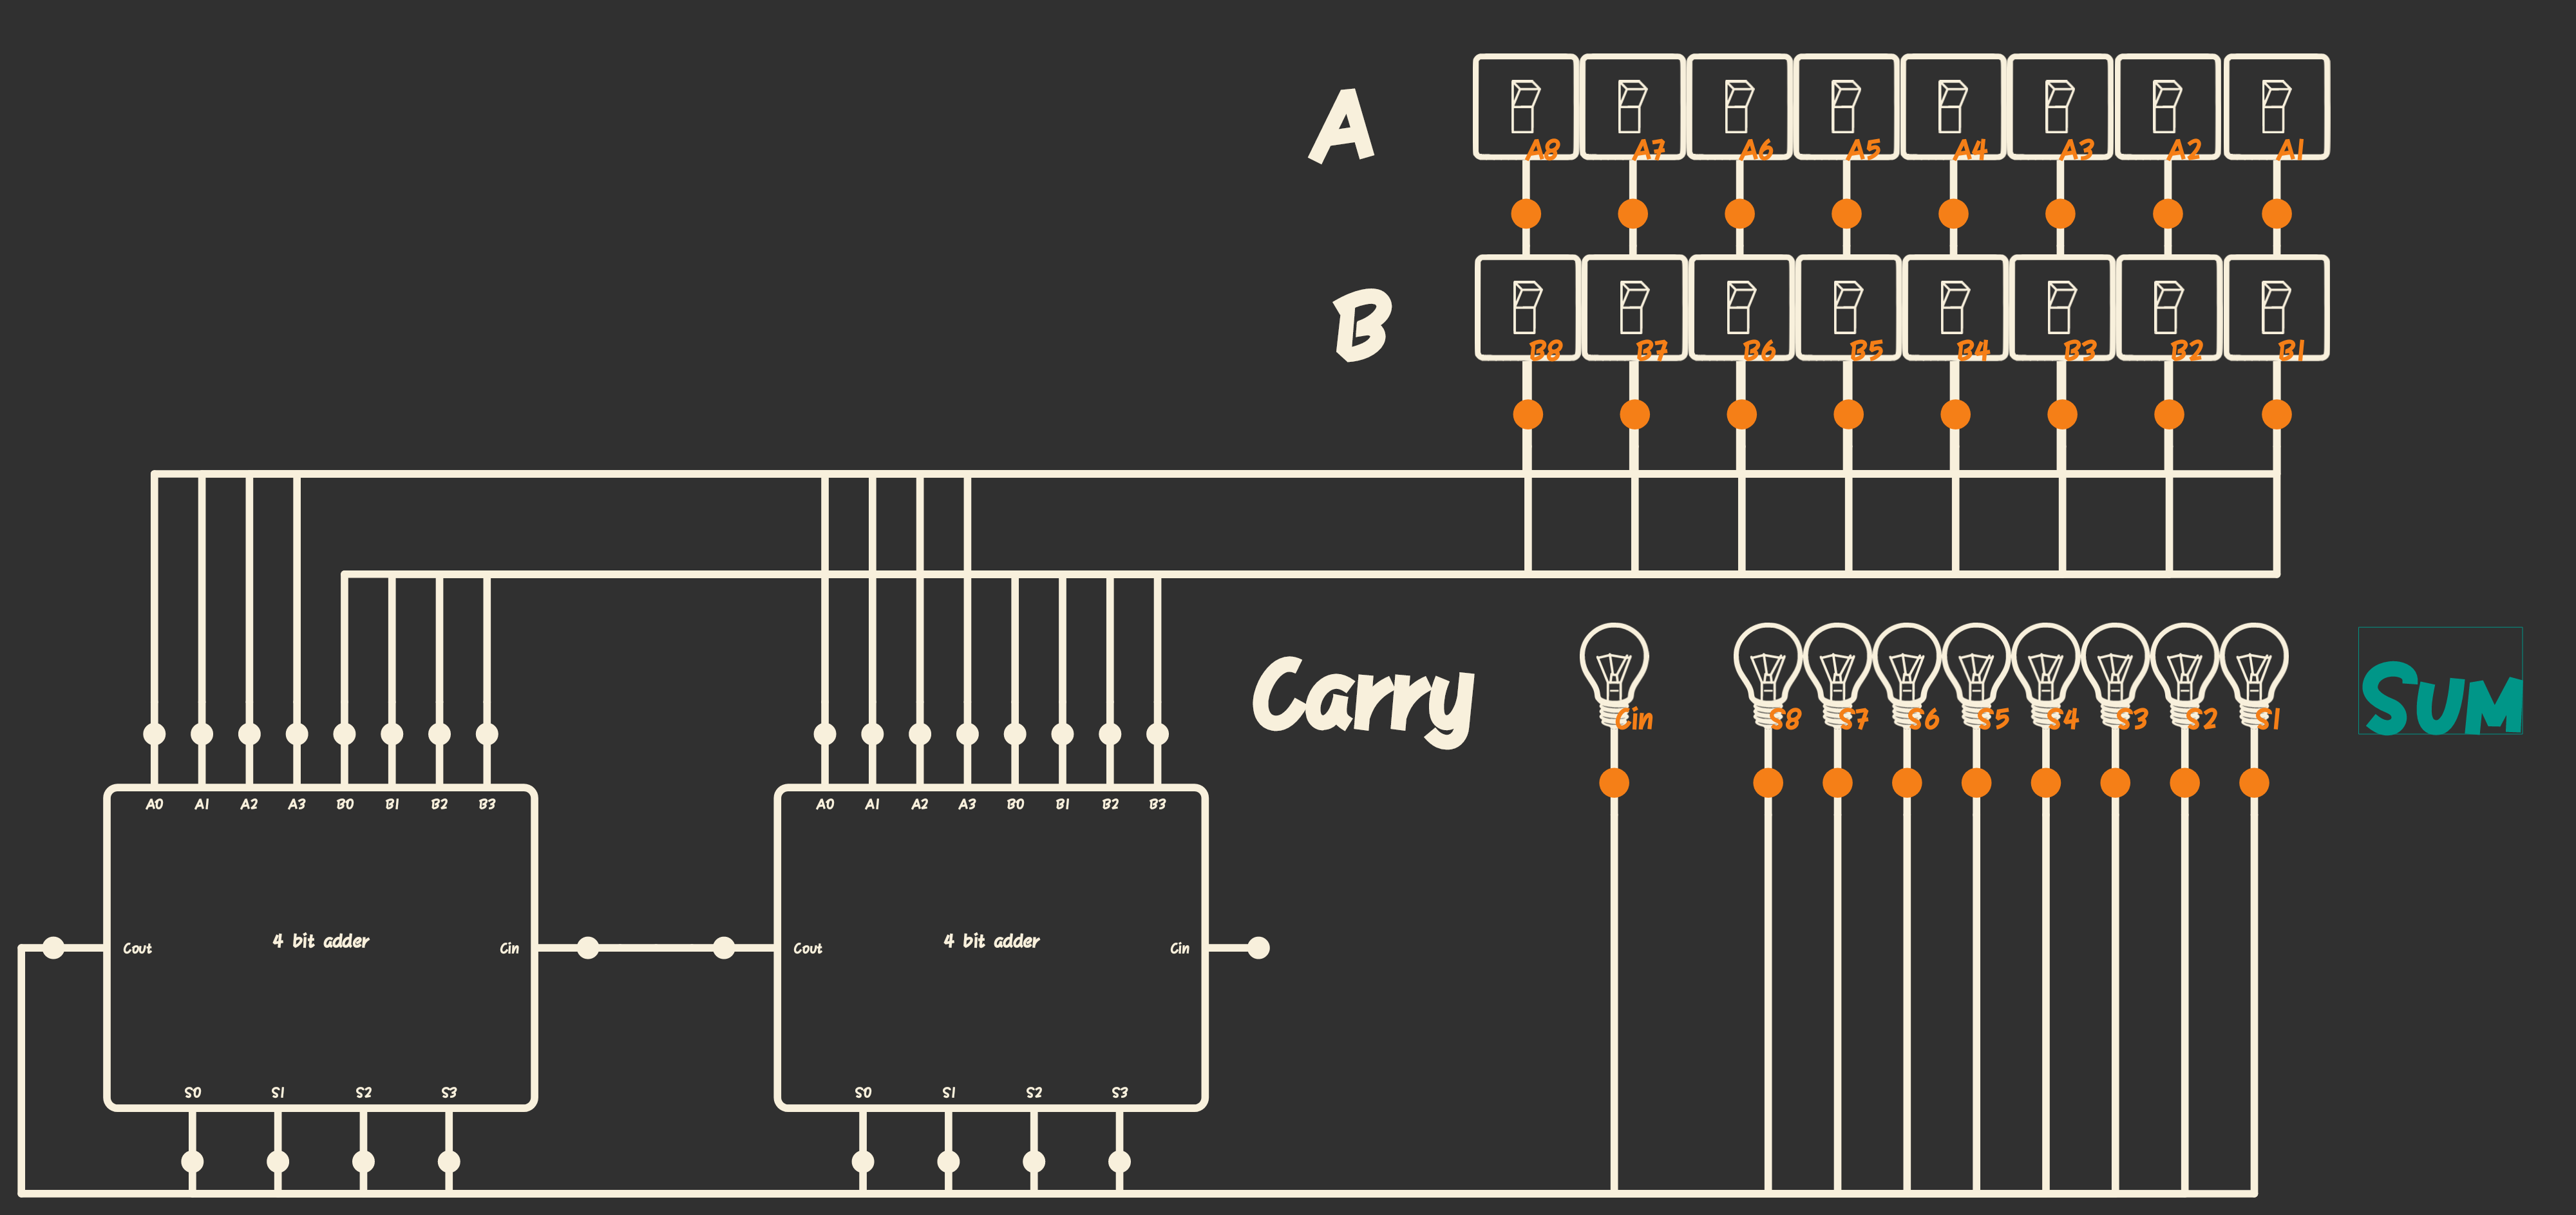 A
A8 A7 A6 A5 A4 A3 A2 A1
B
B8 B7 B6 B5 B4 B3 B2 B1
Carry
Cin S8 S7 S6 S5 S4 S3 S2 S1
SUM
A0 A1 A2 A3 B0 B1 B2 B3
Cout 4 bit adder Cin
S0 S1 S2 S3
A0 A1 A2 A3 B0 B1 B2 B3
Cout 4 bit adder Cin
S0 S1 S2 S3